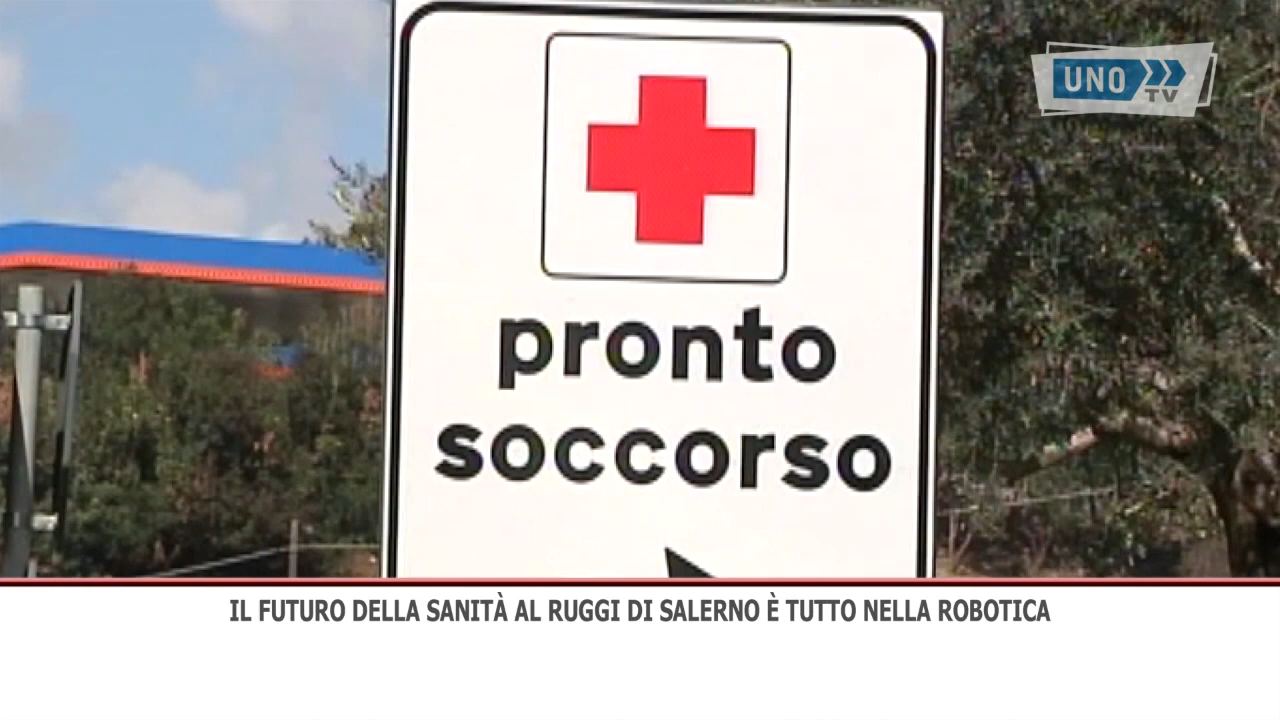 UNO
TV
pronto
soccorso
IL FUTURO DELLA SANITÀ AL RUGGI DI SALERNO È TUTTO NELLA ROBOTICA